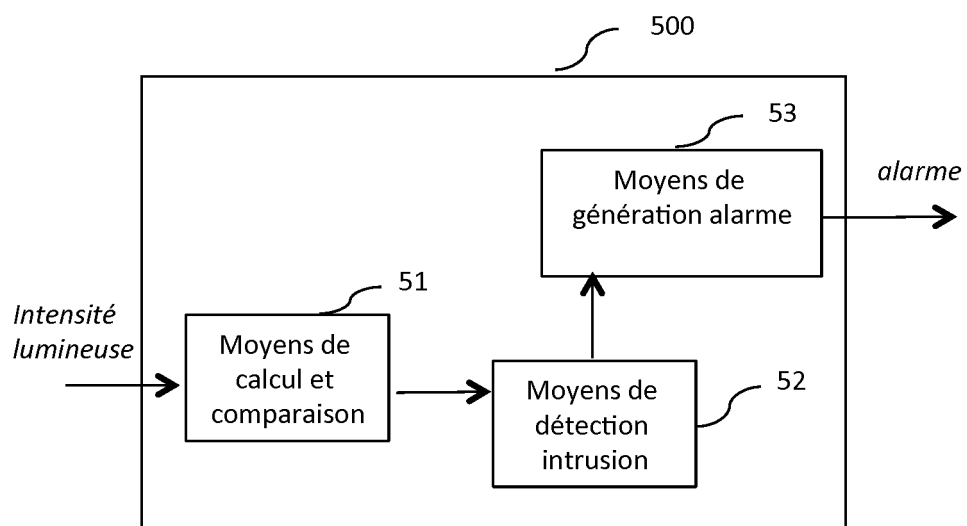 500
53
Moyens de
génération alarme
alarme
51
Intensité
lumineuse
Moyens de
calcul et
comparaison
52
Moyens de
détection
intrusion